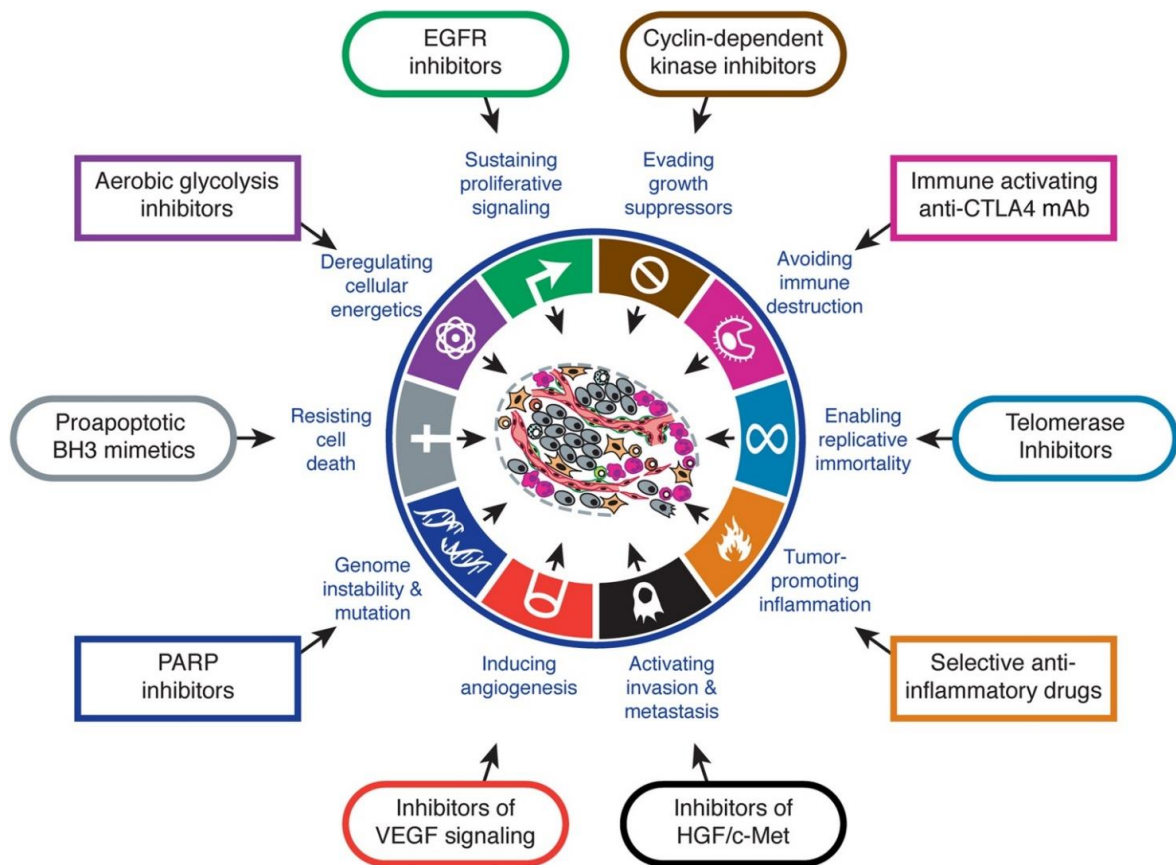 EGFR
inhibitors
Cyclin-dependent
kinase inhibitors
Sustaining
proliferative
signaling
Evading
growth
suppressors
Aerobic glycolysis
inhibitors
Immune activating
anti-CTLA4 mAb
Deregulating
cellular
energetics
Avoiding
immune
destruction
Proapoptotic
BH3 mimetics
Resisting
cell
death
Enabling
replicative
immortality
Telomerase
Inhibitors
Genome
instability &
mutation
Tumor-
promoting
inflammation
PARP
inhibitors
Inducing
angiogenesis
Activating
invasion &
metastasis
Selective anti-
inflammatory drugs
Inhibitors of
VEGF signaling
Inhibitors of
HGF/c-Met